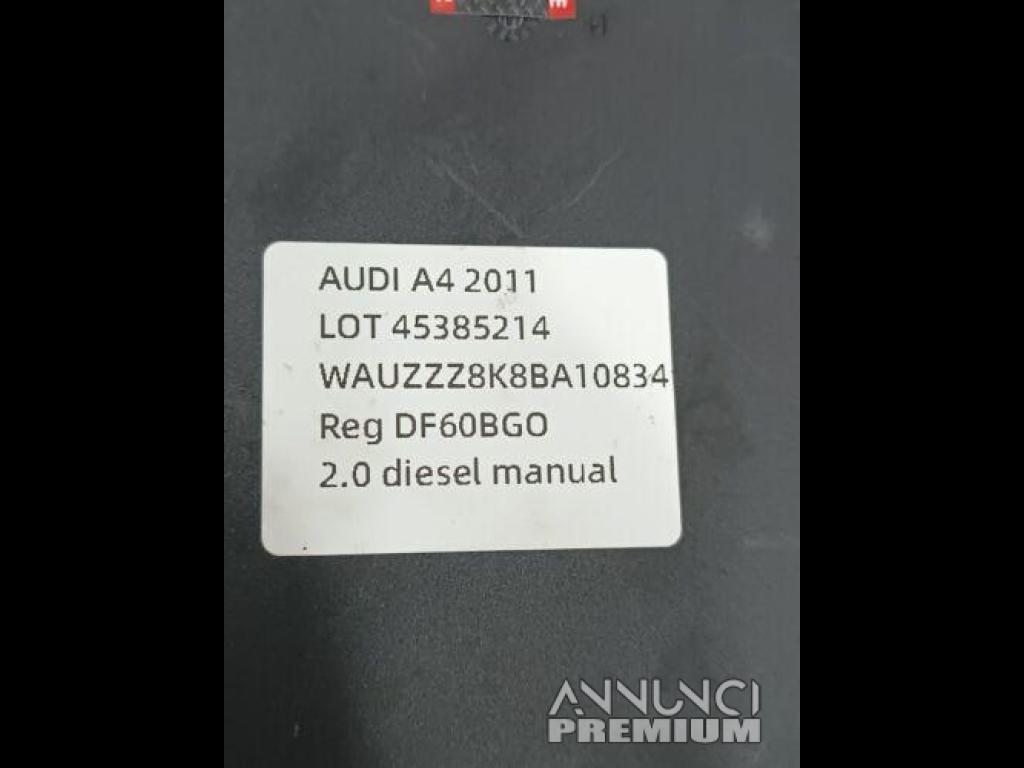 AUDI A4 2011
LOT 45385214
WAUZZZ8K8BA10834
Reg DF60BGO
2.0 diesel manual
ANNUNCI
PREMIUM